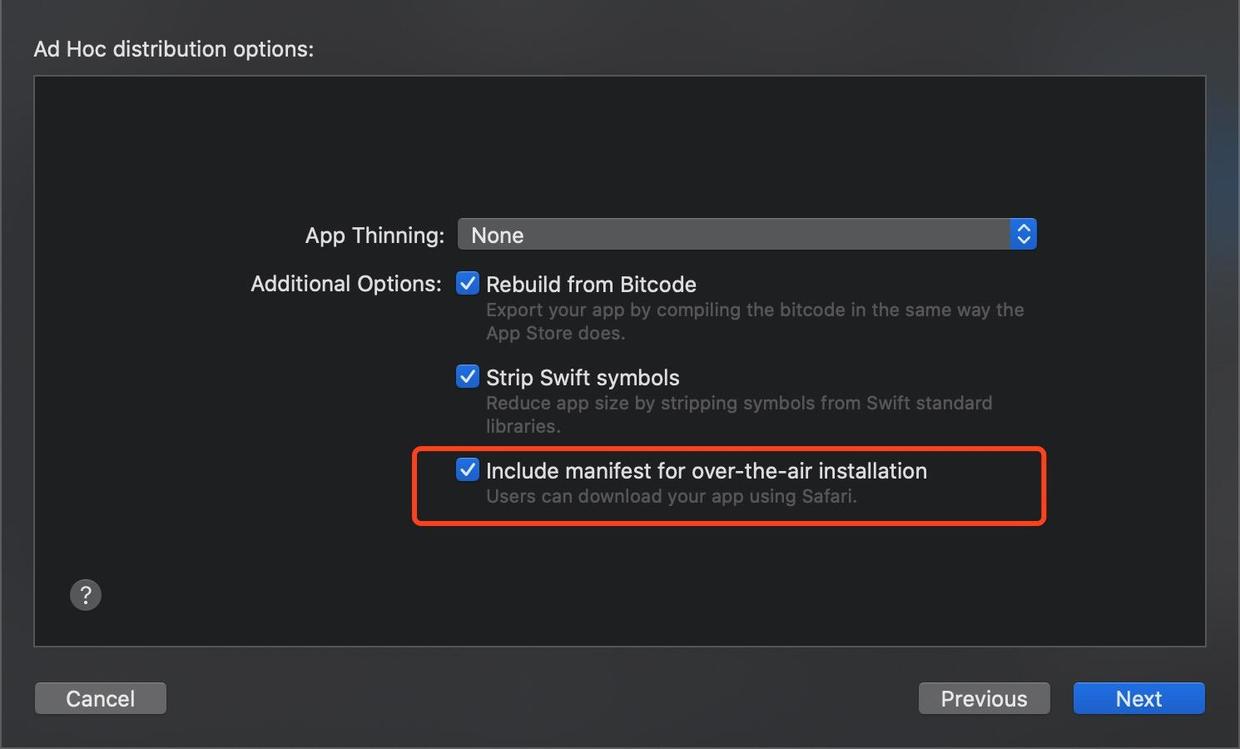 Ad Hoc distribution options:
App Thinning: None
Additional Options: Rebuild from Bitcode
Export your app by compiling the bitcode in the same way the
App Store does.
Strip Swift symbols
Reduce app size by stripping symbols from Swift standard
libraries.
Include manifest for over-the-air installation
Users can download your app using Safari.
?
Cancel Previous Next